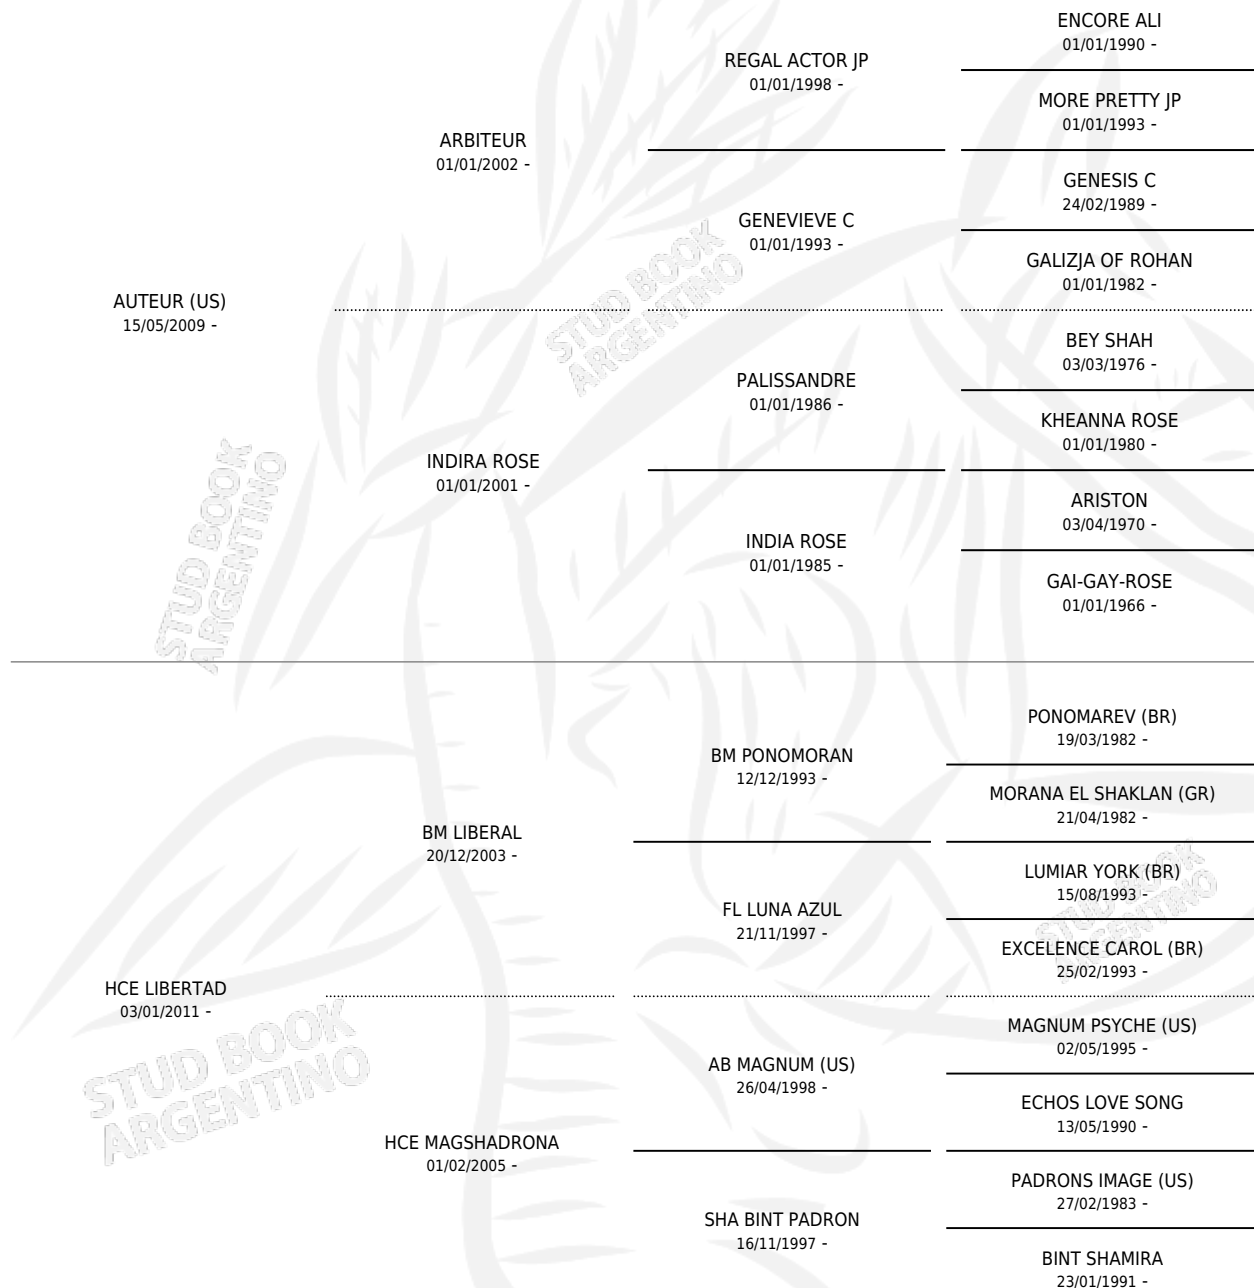 ENCORE ALI
01/01/1990 -
REGAL ACTOR JP
01/01/1998 -
MORE PRETTY JP
01/01/1993 -
ARBITEUR
01/01/2002 -
GENESIS C
24/02/1989 -
GENEVIEVE C
01/01/1993 -
GALIZJA OF ROHAN
01/01/1982 -
AUTEUR (US)
15/05/2009 -
BEY SHAH
03/03/1976 -
PALISSANDRE
01/01/1986 -
KHEANNA ROSE
01/01/1980 -
INDIRA ROSE
01/01/2001 -
ARISTON
03/04/1970 -
INDIA ROSE
01/01/1985 -
GAI-GAY-ROSE
01/01/1966 -
STUD BOOK
ARGENTINO
STUD BOOK
ARGENTINO
PONOMAREV (BR)
19/03/1982 -
BM PONOMORAN
12/12/1993 -
MORANA EL SHAKLAN (GR)
21/04/1982 -
BM LIBERAL
20/12/2003 -
LUMIAR YORK (BR)
15/08/1993 -
FL LUNA AZUL
21/11/1997 -
EXCELENCE CAROL (BR)
25/02/1993 -
HCE LIBERTAD
03/01/2011 -
MAGNUM PSYCHE (US)
02/05/1995 -
AB MAGNUM (US)
26/04/1998 -
ECHOS LOVE SONG
13/05/1990 -
HCE MAGSHADRONA
01/02/2005 -
PADRONS IMAGE (US)
27/02/1983 -
SHA BINT PADRON
16/11/1997 -
BINT SHAMIRA
23/01/1991 -
STUD BOOK
ARGENTINO
STUD BOOK
ARGENTINO